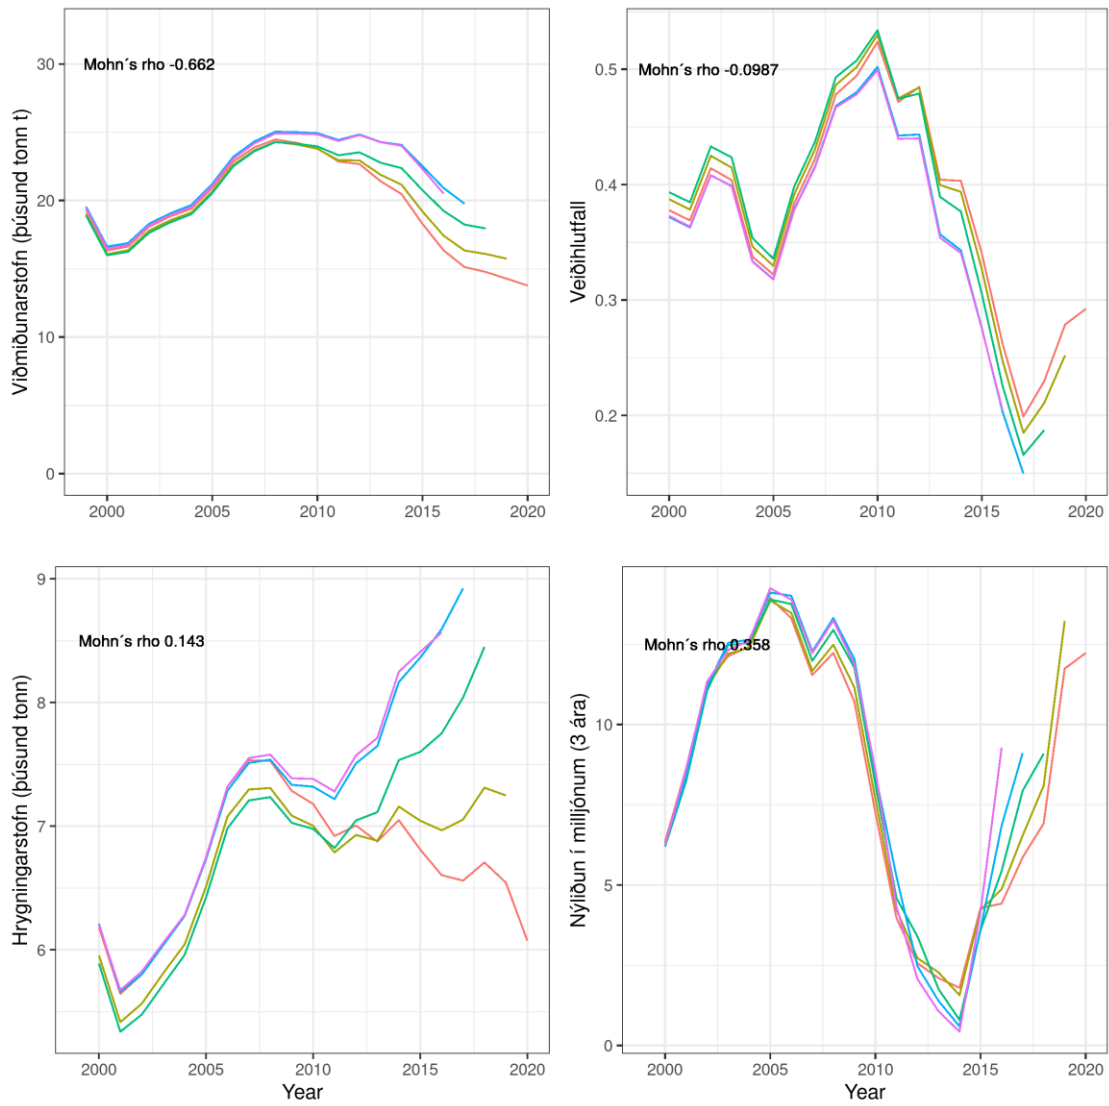 Viðmiðunarstofn (þúsund tonn t)
30
20
10
0
Mohn´s rho -0.662
2000 2005 2010 2015 2020
Veiðihlutfall
0.5
0.4
0.3
0.2
Mohn´s rho -0.0987
2000 2005 2010 2015 2020
Hrygningarstofn (þúsund tonn)
9
8
7
6
Mohn´s rho 0.143
2000 2005 2010 2015 2020
Year
Nýliðun í milljónum (3 ára)
10
5
0
Mohn´s rho 0.358
2000 2005 2010 2015 2020
Year